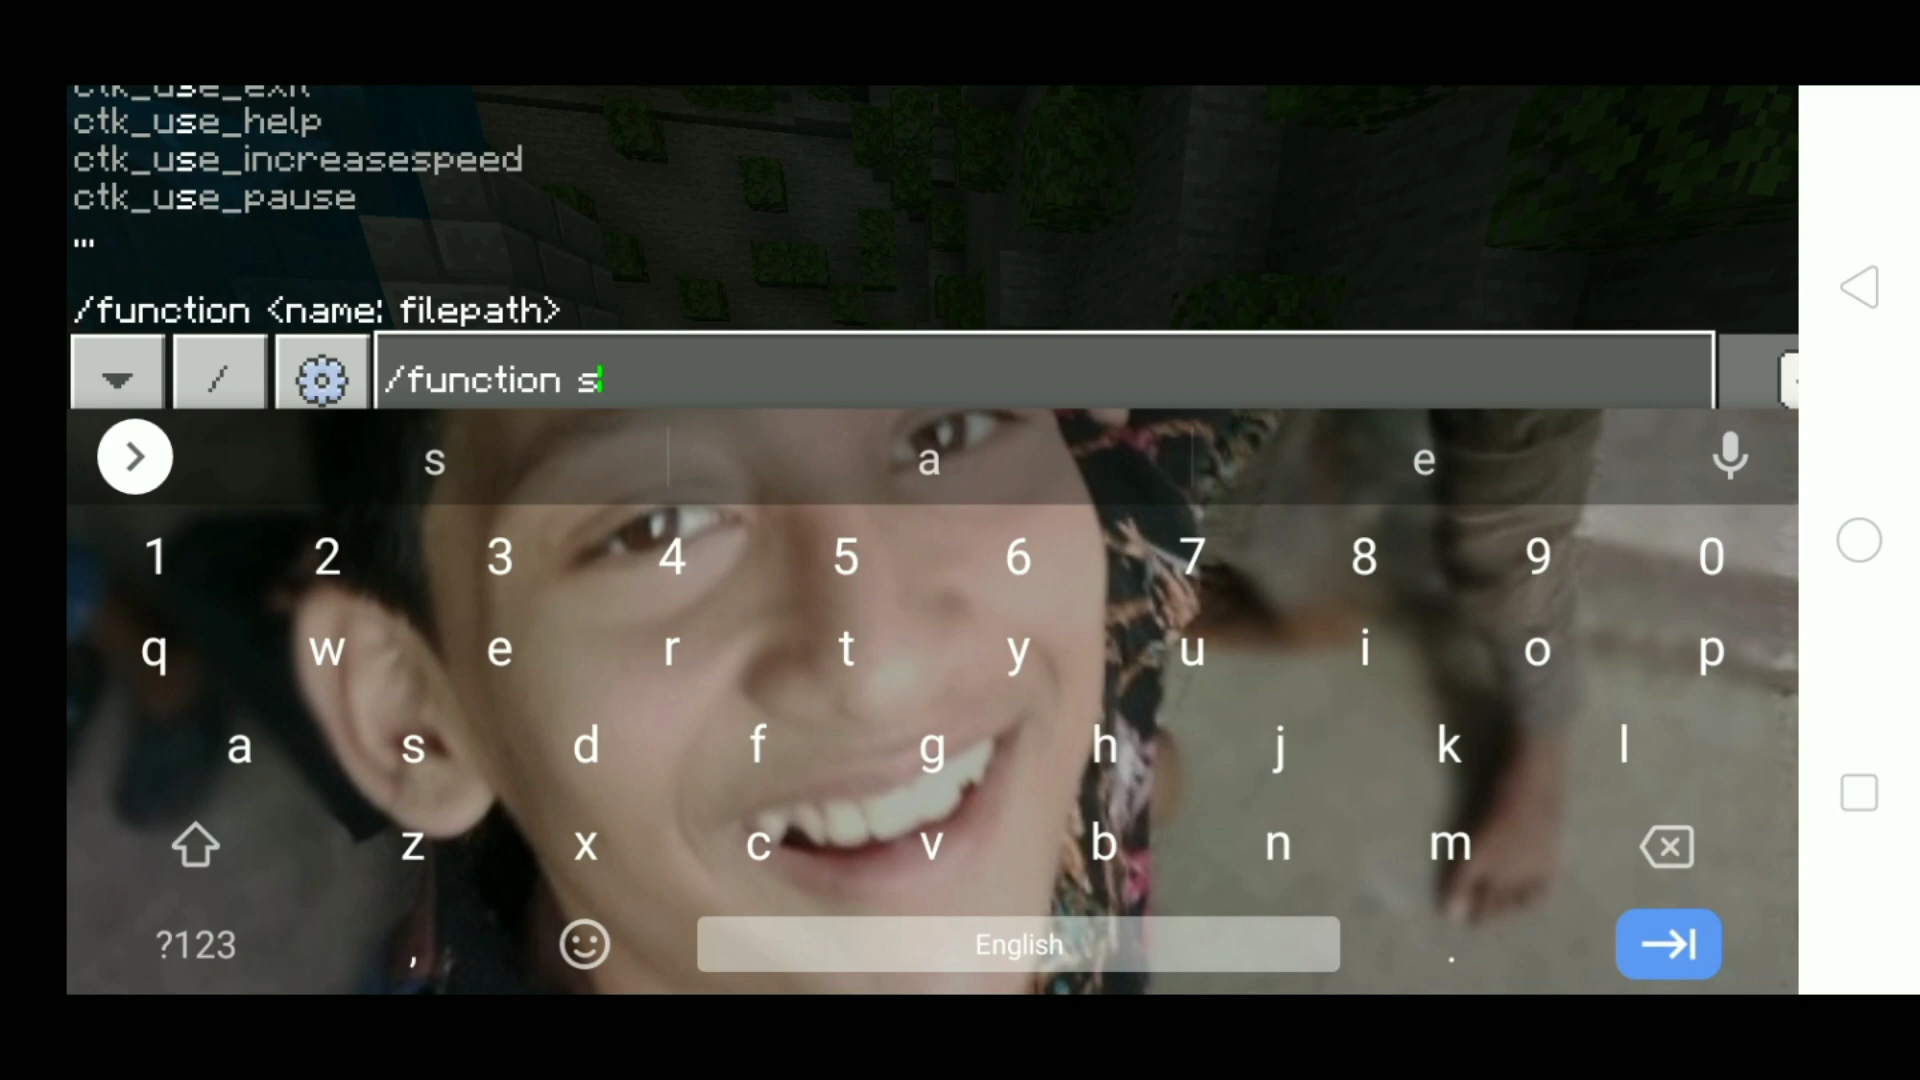 ctk_use_exit
ctk_use_help
ctk_use_increasespeed
ctk_use_pause
...
/function <name: filepath>
/ /function s
s a e
1 2 3 4 5 6 7 8 9 0
q w e r t y u i o p
a s d f g h j k l
z x c v b n m
?123 , English .